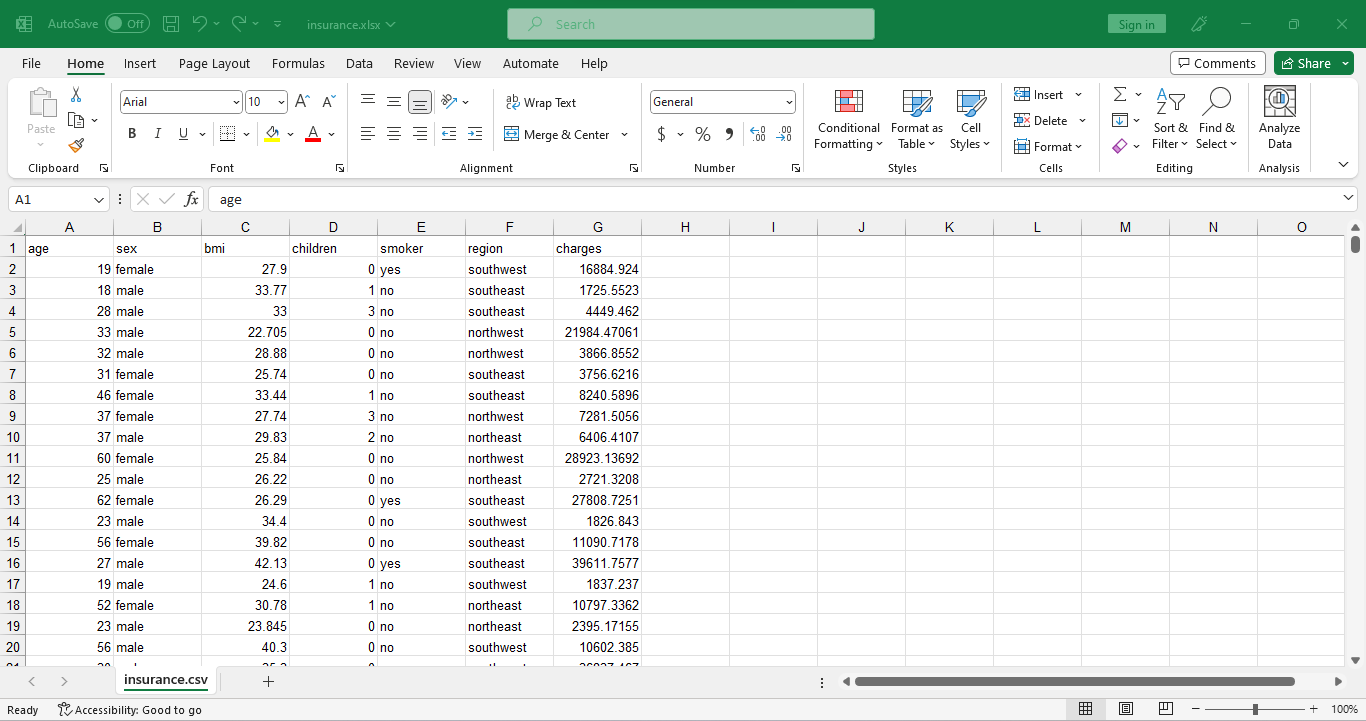 AutoSave Off insurance.xlsx Search Sign in
File Home Insert Page Layout Formulas Data Review View Automate Help Comments Share
Paste Arial 10 Wrap Text General Insert
B I U Merge & Center $ % Conditional Formatting Format as Table Cell Styles Delete Sort & Filter Find & Select Analyze Data
Format
Clipboard Font Alignment Number Styles Cells Editing Analysis
A1 fx age
A B C D E F G H I J K L M N O
1 age sex bmi children smoker region charges
2 19 female 27.9 0 yes southwest 16884.924
3 18 male 33.77 1 no southeast 1725.5523
4 28 male 33 3 no southeast 4449.462
5 33 male 22.705 0 no northwest 21984.47061
6 32 male 28.88 0 no northwest 3866.8552
7 31 female 25.74 0 no southeast 3756.6216
8 46 female 33.44 1 no southeast 8240.5896
9 37 female 27.74 3 no northwest 7281.5056
10 37 male 29.83 2 no northeast 6406.4107
11 60 female 25.84 0 no northwest 28923.13692
12 25 male 26.22 0 no northeast 2721.3208
13 62 female 26.29 0 yes southeast 27808.7251
14 23 male 34.4 0 no southwest 1826.843
15 56 female 39.82 0 no southeast 11090.7178
16 27 male 42.13 0 yes southeast 39611.7577
17 19 male 24.6 1 no southwest 1837.237
18 52 female 30.78 1 no northeast 10797.3362
19 23 male 23.845 0 no northeast 2395.17155
20 56 male 40.3 0 no southwest 10602.385
insurance.csv
Ready Accessibility: Good to go 100%